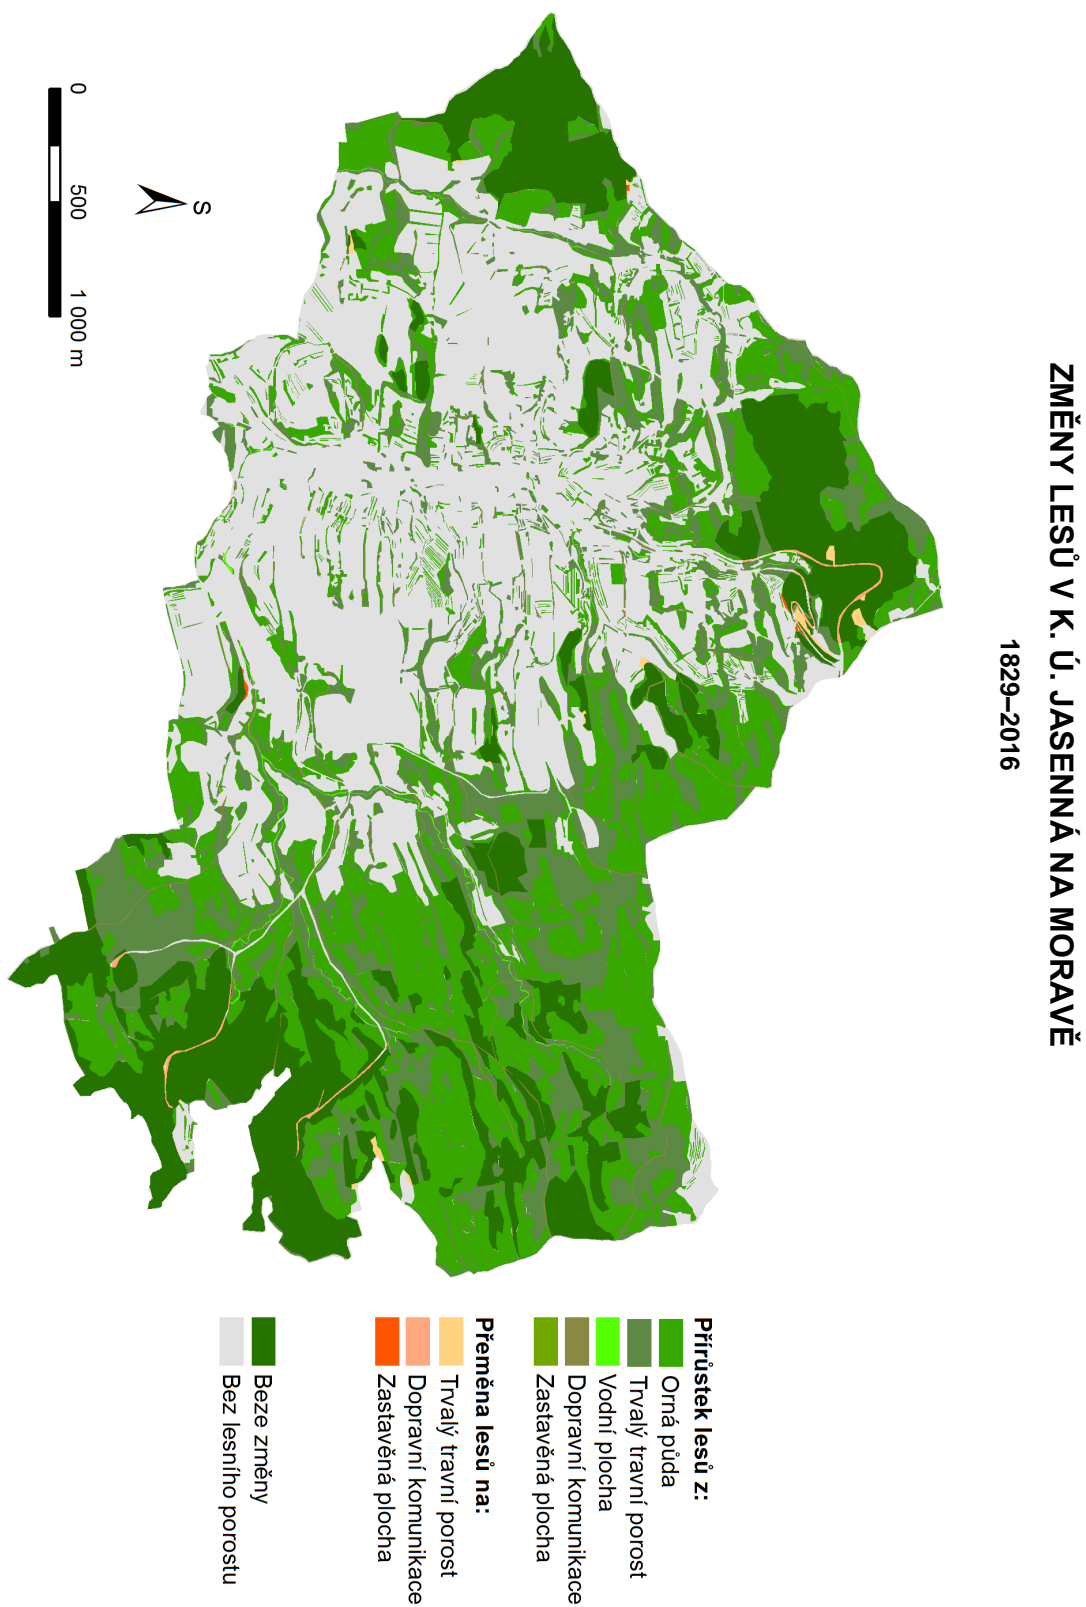 ZMĚNY LESŮ V K. Ú. JASENNÁ NA MORAVĚ
1829–2016
S
0 500 1 000 m
Přírůstek lesů z:
Orná půda
Trvalý travní porost
Vodní plocha
Dopravní komunikace
Zastavěná plocha
Přeměna lesů na:
Trvalý travní porost
Dopravní komunikace
Zastavěná plocha
Beze změny
Bez lesního porostu